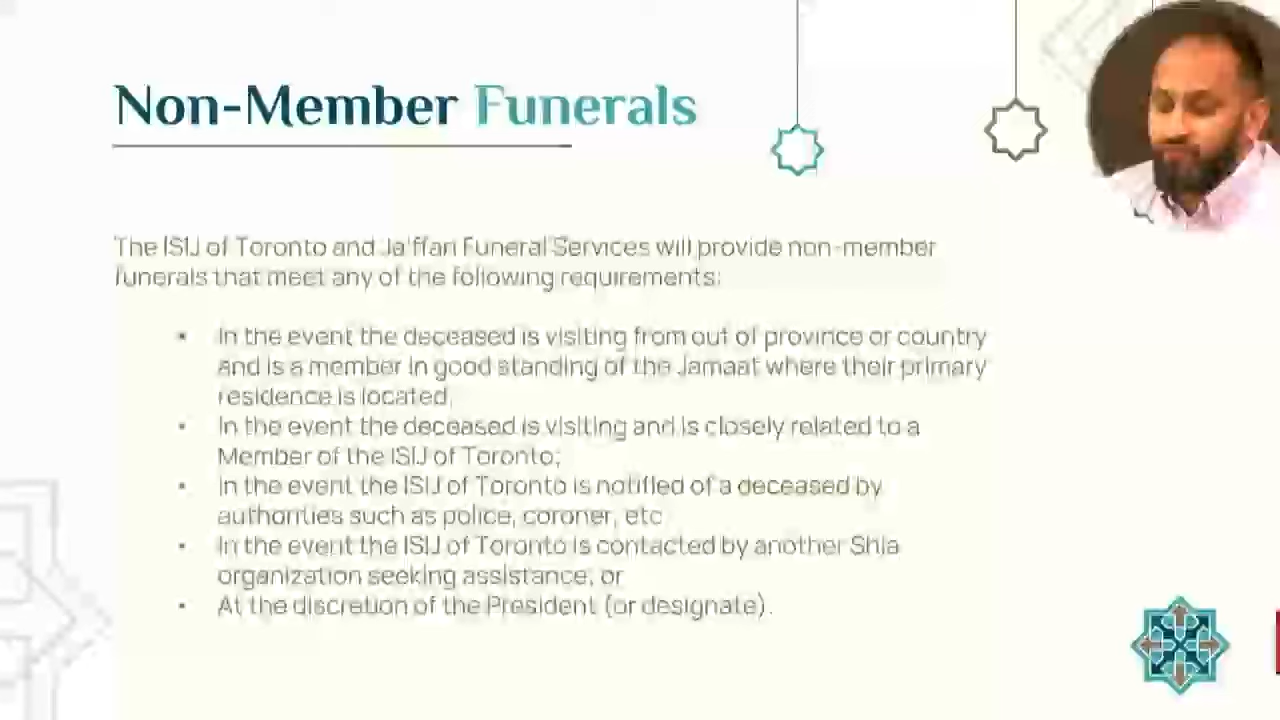 Non-Member Funerals
The ISIJ of Toronto and Ja'ffari Funeral Services will provide non-member
funerals that meet any of the following requirements:
• In the event the deceased is visiting from out of province or country
and is a member in good standing of the Jamaat where their primary
residence is located;
• In the event the deceased is visiting and is closely related to a
Member of the ISIJ of Toronto;
• In the event the ISIJ of Toronto is notified of a deceased by
authorities such as police, coroner, etc
• In the event the ISIJ of Toronto is contacted by another Shia
organization seeking assistance; or
• At the discretion of the President (or designate).